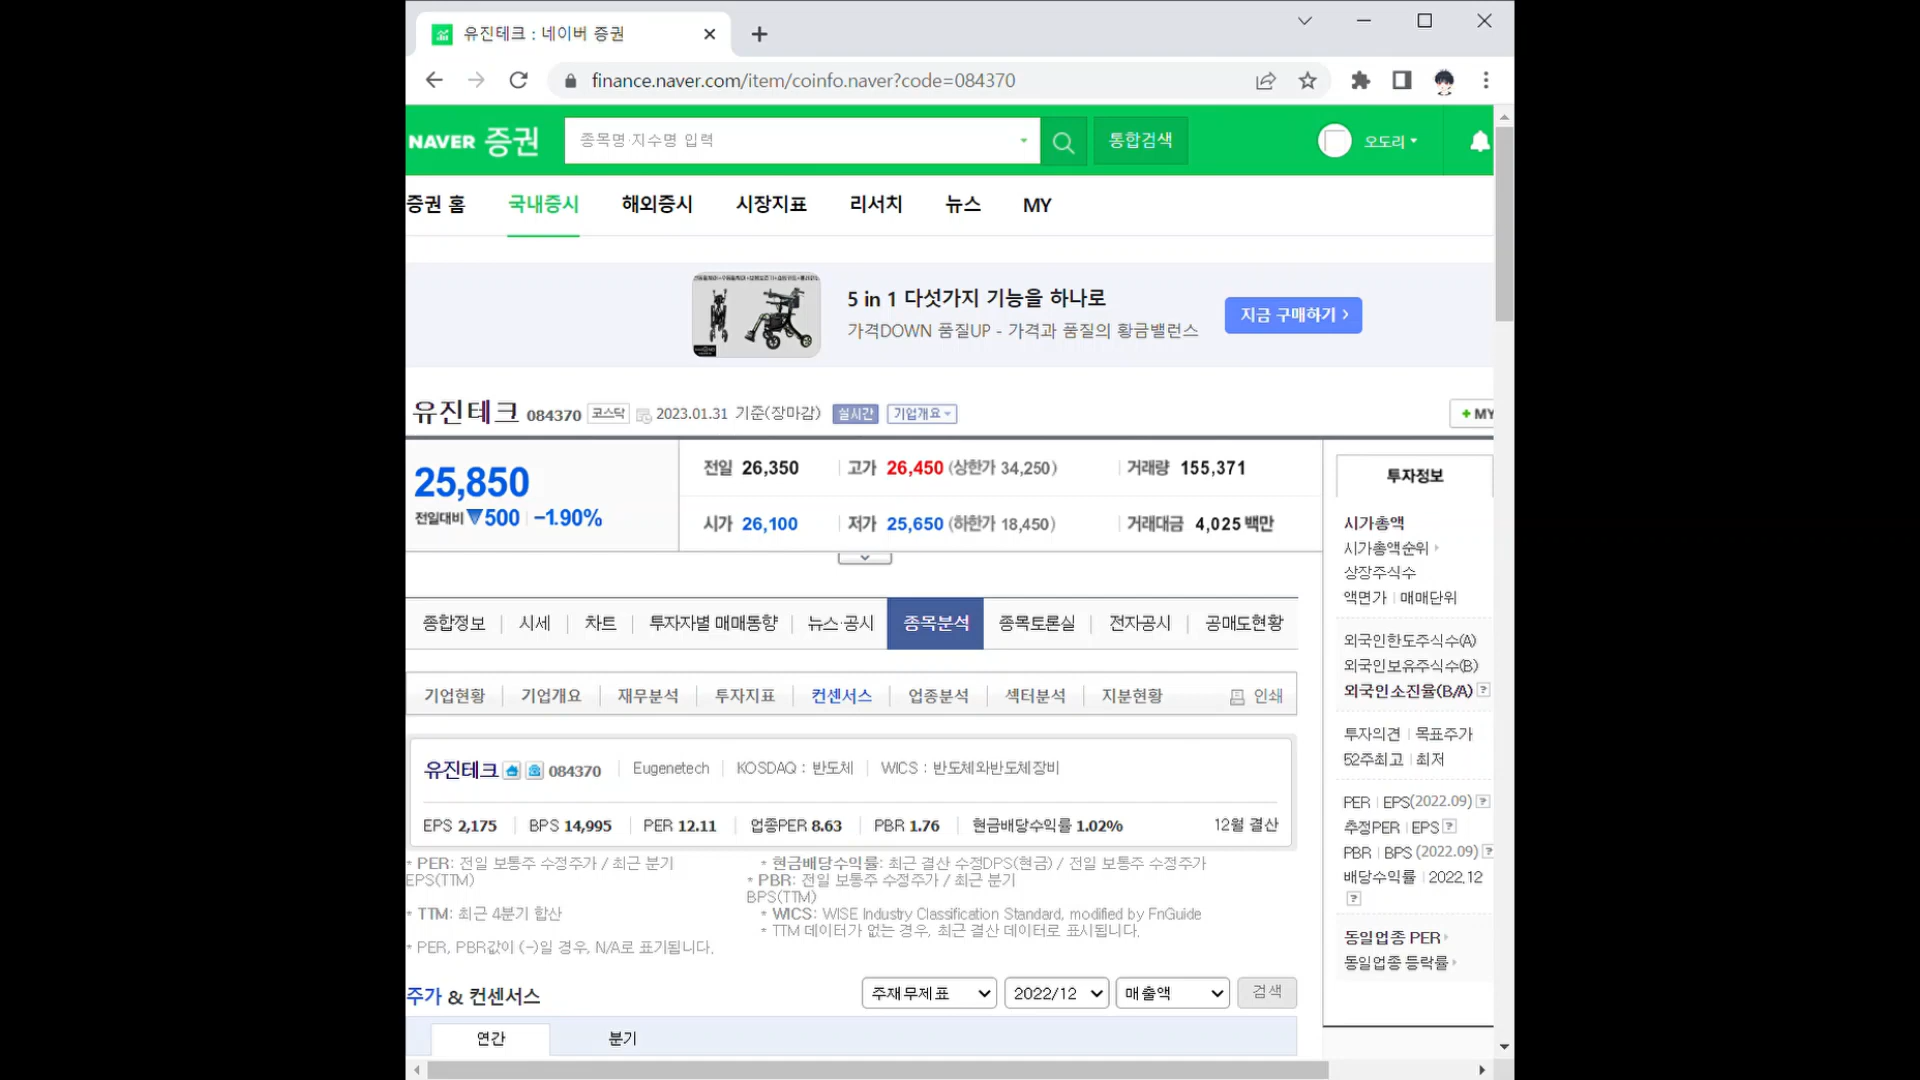 유진테크 : 네이버 증권
finance.naver.com/item/coinfo.naver?code=084370
NAVER 증권 종목명·지수명 입력 통합검색 오도리
증권 홈 국내증시 해외증시 시장지표 리서치 뉴스 MY
5 in 1 다섯가지 기능을 하나로
가격DOWN 품질UP - 가격과 품질의 황금밸런스
지금 구매하기
유진테크 084370 코스닥 2023.01.31 기준(장마감) 실시간 기업개요
+ MY
25,850
전일대비 ▼500 -1.90%
전일 26,350 고가 26,450 (상한가 34,250) 거래량 155,371
시가 26,100 저가 25,650 (하한가 18,450) 거래대금 4,025 백만
종합정보 시세 차트 투자자별 매매동향 뉴스·공시 종목분석 종목토론실 전자공시 공매도현황
기업현황 기업개요 재무분석 투자지표 컨센서스 업종분석 섹터분석 지분현황 인쇄
유진테크 084370 Eugenetech KOSDAQ : 반도체 WICS : 반도체와반도체장비
EPS 2,175 BPS 14,995 PER 12.11 업종PER 8.63 PBR 1.76 현금배당수익률 1.02% 12월 결산
* PER: 전일 보통주 수정주가 / 최근 분기
EPS(TTM)
* TTM: 최근 4분기 합산
* PER, PBR값이 (-)일 경우, N/A로 표기됩니다.
* 현금배당수익률: 최근 결산 수정DPS(현금) / 전일 보통주 수정주가
* PBR: 전일 보통주 수정주가 / 최근 분기
BPS(TTM)
* WICS: WISE Industry Classification Standard, modified by FnGuide
* TTM 데이터가 없는 경우, 최근 결산 데이터로 표시됩니다.
주가 & 컨센서스 주재무제표 2022/12 매출액 검색
연간 분기
투자정보
시가총액
시가총액순위
상장주식수
액면가 매매단위
외국인한도주식수(A)
외국인보유주식수(B)
외국인소진율(B/A) ?
투자의견 목표주가
52주최고 최저
PER EPS(2022.09) ?
추정PER EPS ?
PBR BPS (2022.09) ?
배당수익률 2022.12
?
동일업종 PER
동일업종 등락률